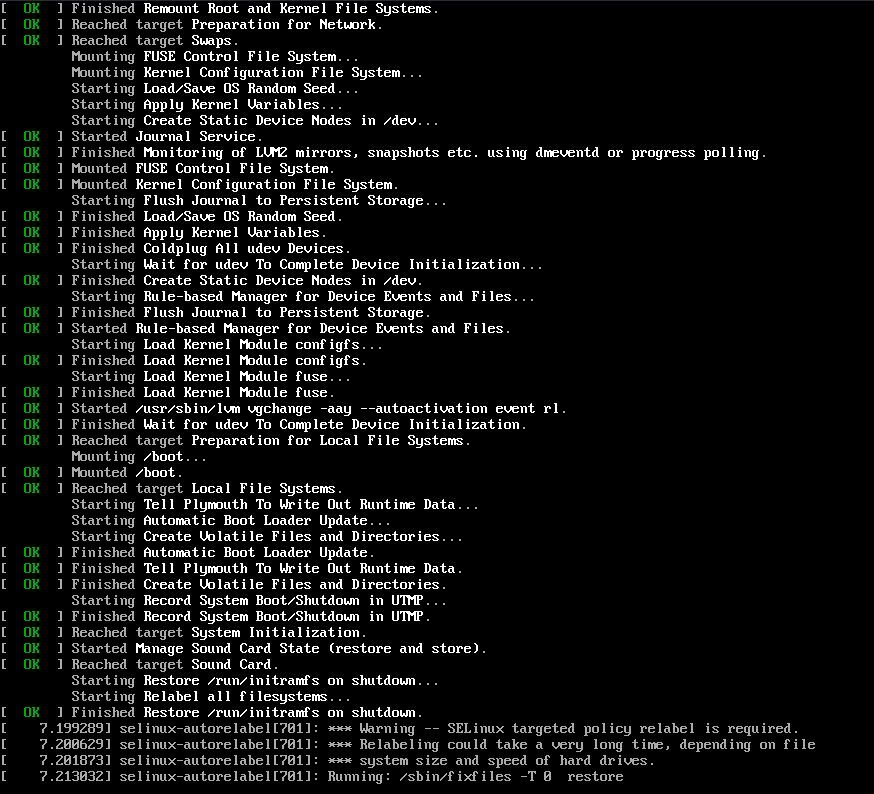 [  OK  ] Finished Remount Root and Kernel File Systems.
[  OK  ] Reached target Preparation for Network.
[  OK  ] Reached target Swaps.
         Mounting FUSE Control File System...
         Mounting Kernel Configuration File System...
         Starting Load/Save OS Random Seed...
         Starting Apply Kernel Variables...
         Starting Create Static Device Nodes in /dev...
[  OK  ] Started Journal Service.
[  OK  ] Finished Monitoring of LVM2 mirrors, snapshots etc. using dmeventd or progress polling.
[  OK  ] Mounted FUSE Control File System.
[  OK  ] Mounted Kernel Configuration File System.
         Starting Flush Journal to Persistent Storage...
[  OK  ] Finished Load/Save OS Random Seed.
[  OK  ] Finished Apply Kernel Variables.
[  OK  ] Finished Coldplug All udev Devices.
         Starting Wait for udev To Complete Device Initialization...
[  OK  ] Finished Create Static Device Nodes in /dev.
         Starting Rule-based Manager for Device Events and Files...
[  OK  ] Finished Flush Journal to Persistent Storage.
[  OK  ] Started Rule-based Manager for Device Events and Files.
         Starting Load Kernel Module configfs...
[  OK  ] Finished Load Kernel Module configfs.
         Starting Load Kernel Module fuse...
[  OK  ] Finished Load Kernel Module fuse.
[  OK  ] Started /usr/sbin/lvm vgchange -aay --autoactivation event rl.
[  OK  ] Finished Wait for udev To Complete Device Initialization.
[  OK  ] Reached target Preparation for Local File Systems.
         Mounting /boot...
[  OK  ] Mounted /boot.
[  OK  ] Reached target Local File Systems.
         Starting Tell Plymouth To Write Out Runtime Data...
         Starting Automatic Boot Loader Update...
         Starting Create Volatile Files and Directories...
[  OK  ] Finished Automatic Boot Loader Update.
[  OK  ] Finished Tell Plymouth To Write Out Runtime Data.
[  OK  ] Finished Create Volatile Files and Directories.
         Starting Record System Boot/Shutdown in UTMP...
[  OK  ] Finished Record System Boot/Shutdown in UTMP.
[  OK  ] Reached target System Initialization.
[  OK  ] Started Manage Sound Card State (restore and store).
[  OK  ] Reached target Sound Card.
         Starting Restore /run/initramfs on shutdown...
         Starting Relabel all filesystems...
[  OK  ] Finished Restore /run/initramfs on shutdown.
[    7.199289] selinux-autorelabel[701]: *** Warning -- SELinux targeted policy relabel is required.
[    7.200629] selinux-autorelabel[701]: *** Relabeling could take a very long time, depending on file
[    7.201873] selinux-autorelabel[701]: *** system size and speed of hard drives.
[    7.213032] selinux-autorelabel[701]: Running: /sbin/fixfiles -T 0  restore